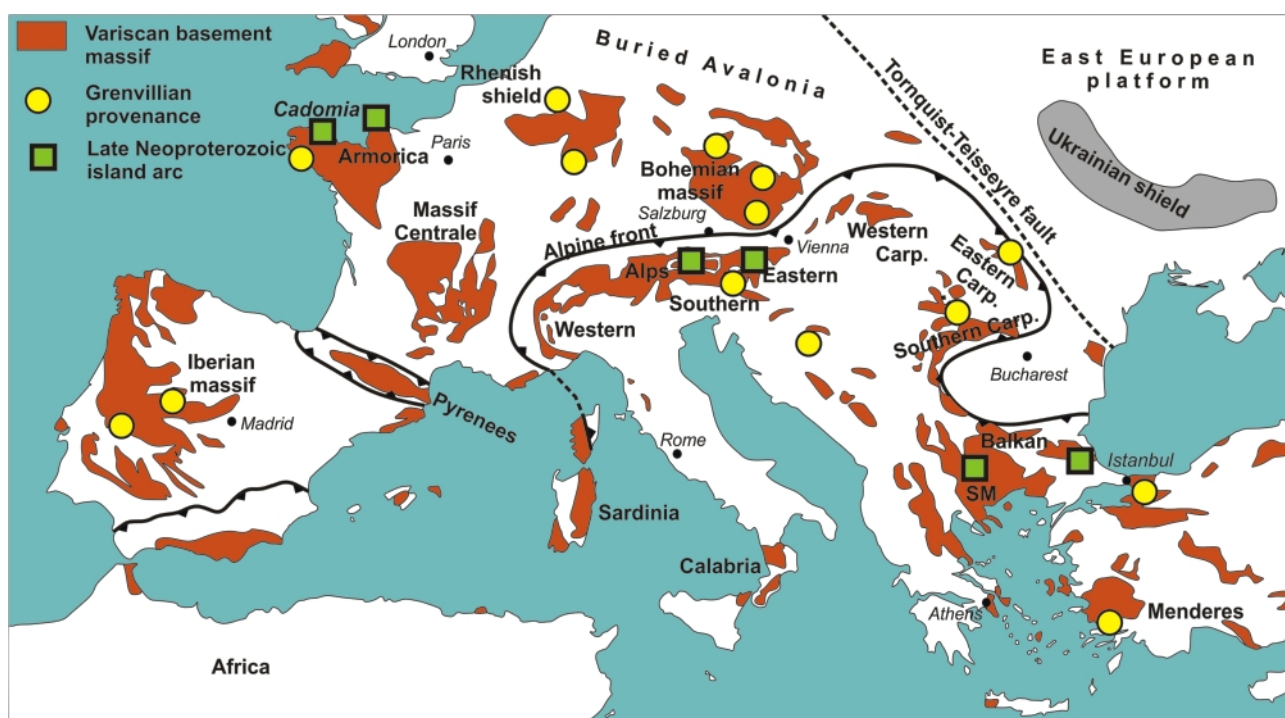 Variscan basement
massif
Grenvillian
provenance
Late Neoproterozoic
island arc
London
Buried Avalonia
East European
platform
Tornquist-Teisseyre fault
Ukrainian shield
Rhenish
shield
Cadomia
Armorica
Paris
Bohemian
massif
Salzburg
Vienna
Massif
Centrale
Alpine front
Western
Carp.
Eastern
Carp.
Alps
Eastern
Southern
Western
Southern Carp.
Bucharest
Iberian
massif
Madrid
Pyrenees
Rome
Balkan
Istanbul
SM
Sardinia
Calabria
Athens
Menderes
Africa